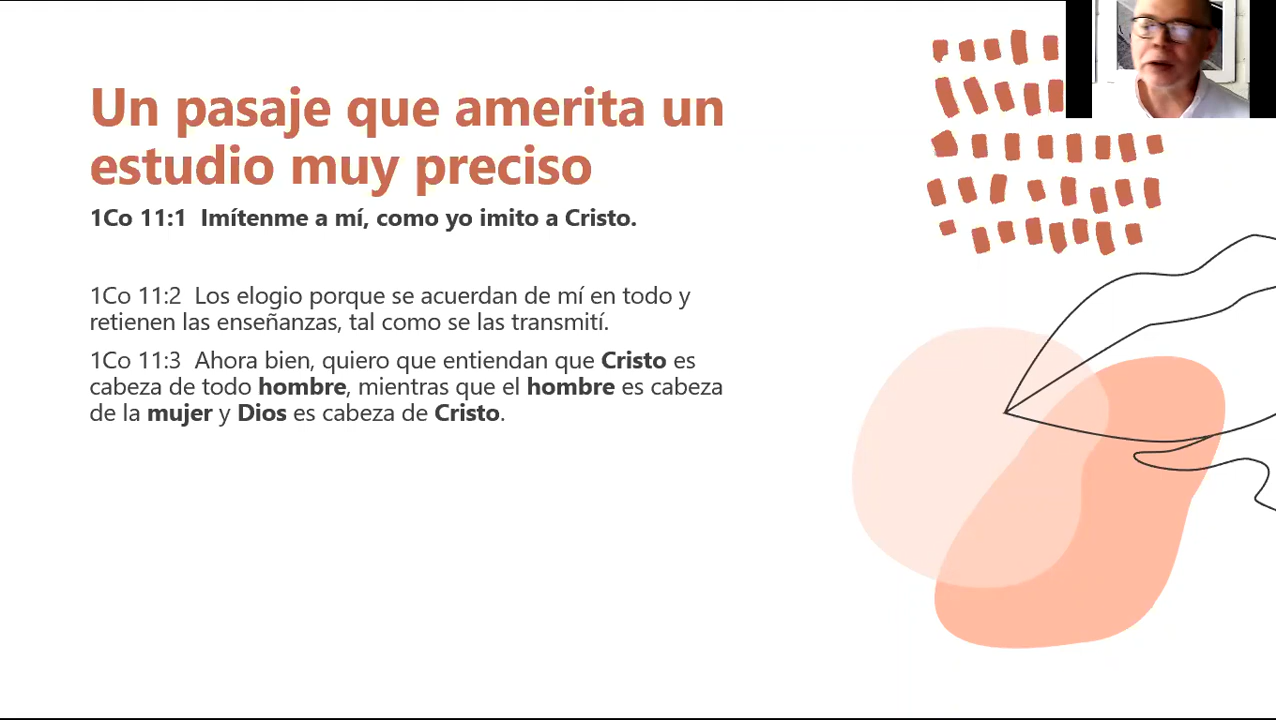 Un pasaje que amerita un
estudio muy preciso
1Co 11:1 Imítenme a mí, como yo imito a Cristo.
1Co 11:2 Los elogio porque se acuerdan de mí en todo y
retienen las enseñanzas, tal como se las transmití.
1Co 11:3 Ahora bien, quiero que entiendan que Cristo es
cabeza de todo hombre, mientras que el hombre es cabeza
de la mujer y Dios es cabeza de Cristo.